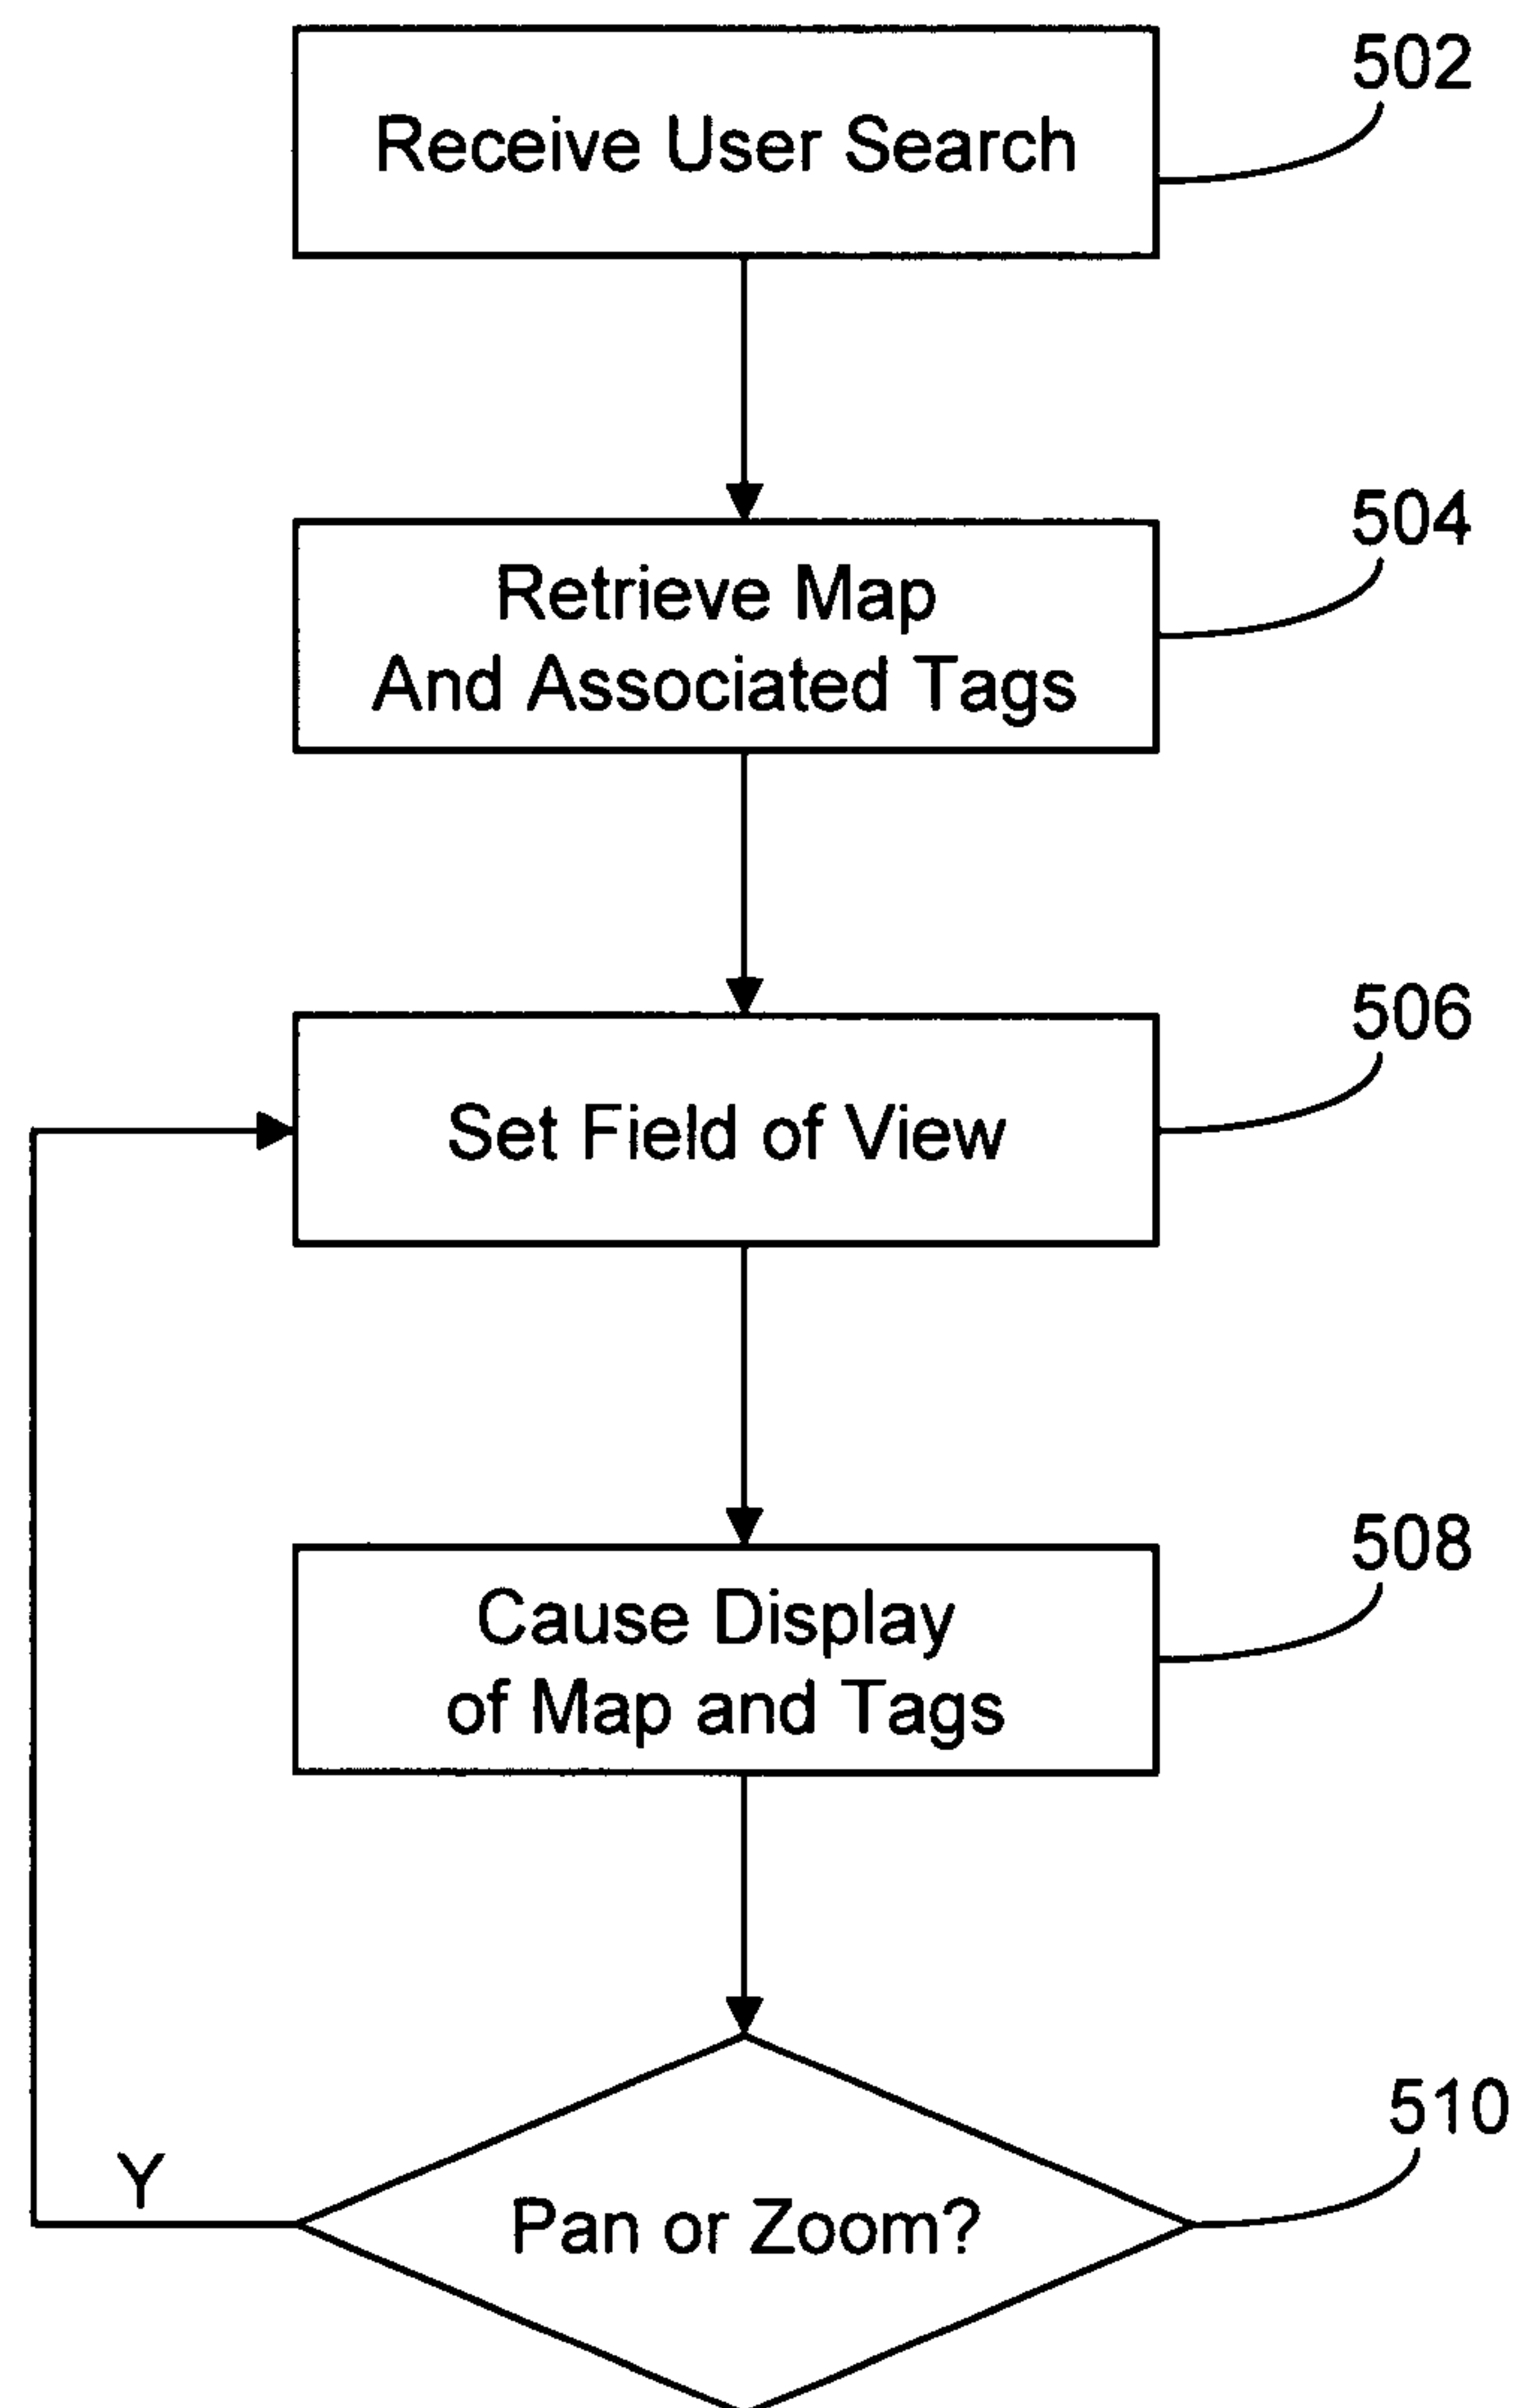 502
Receive User Search
504
Retrieve Map
And Associated Tags
506
Set Field of View
508
Cause Display
of Map and Tags
510
Y
Pan or Zoom?